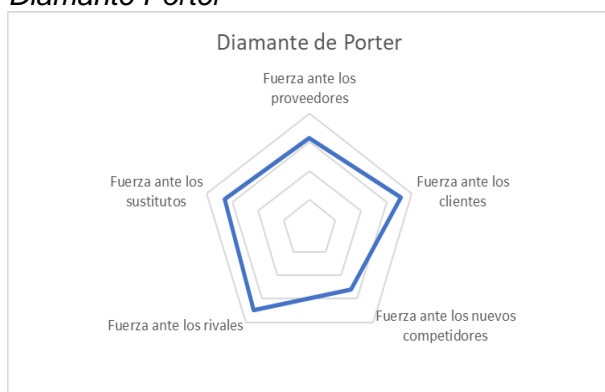 Diamante Porter
Diamante de Porter
Fuerza ante los
proveedores
Fuerza ante los
clientes
Fuerza ante los nuevos
competidores
Fuerza ante los rivales
Fuerza ante los
sustitutos